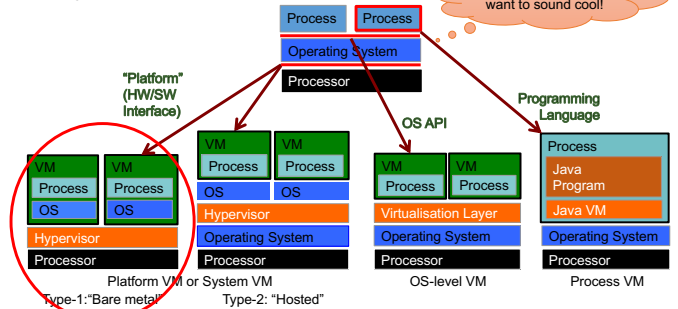 want to sound cool!
Process
Process
Operating System
Processor
“Platform”
(HW/SW
Interface)
OS API
Programming
Language
VM
Process
OS
VM
Process
OS
Hypervisor
Processor
VM
Process
VM
Process
OS
OS
Hypervisor
Operating System
Processor
VM
Process
VM
Process
Virtualisation Layer
Operating System
Processor
Process
Java
Program
Java VM
Operating System
Processor
Platform VM or System VM
Type-1:“Bare metal”
Type-2: “Hosted”
OS-level VM
Process VM